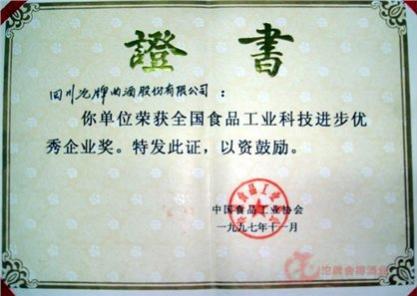 證書
四川沱牌曲酒股份有限公司：
你单位荣获全国食品工业科技进步优
秀企业奖。特发此证，以资鼓励。
中国食品工业协会
一九九七年十一月
沱牌舍得酒业